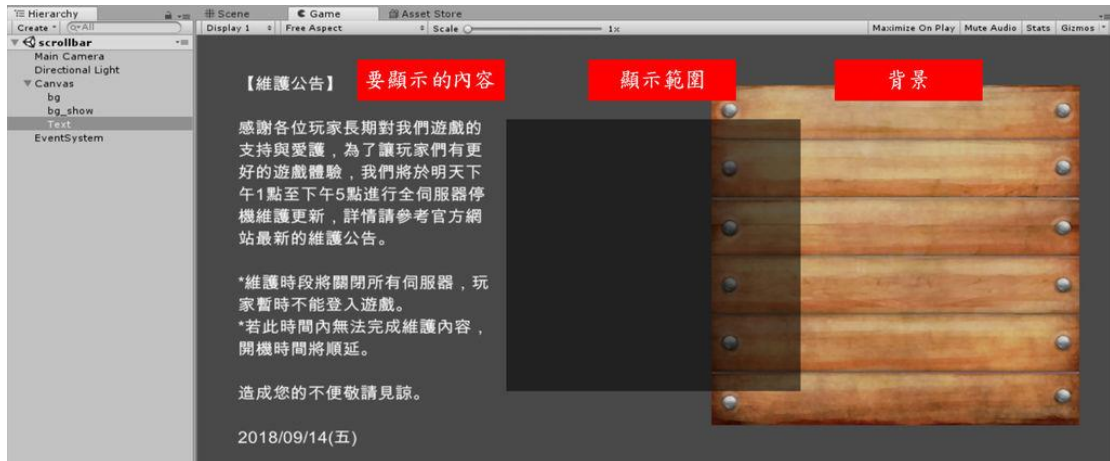 Hierarchy
Scene
Game
Asset Store
Create
All
Display 1
Free Aspect
Scale
1x
Maximize On Play
Mute Audio
Stats
Gizmos
scrollbar
Main Camera
Directional Light
Canvas
bg
bg_show
Text
EventSystem
【維護公告】
要顯示的內容
顯示範圍
背景
感謝各位玩家長期對我們遊戲的
支持與愛護，為了讓玩家們有更
好的遊戲體驗，我們將於明天下
午1點至下午5點進行全伺服器停
機維護更新，詳情請參考官方網
站最新的維護公告。
*維護時段將關閉所有伺服器，玩
家暫時不能登入遊戲。
*若此時間內無法完成維護內容，
開機時間將順延。
造成您的不便敬請見諒。
2018/09/14(五)